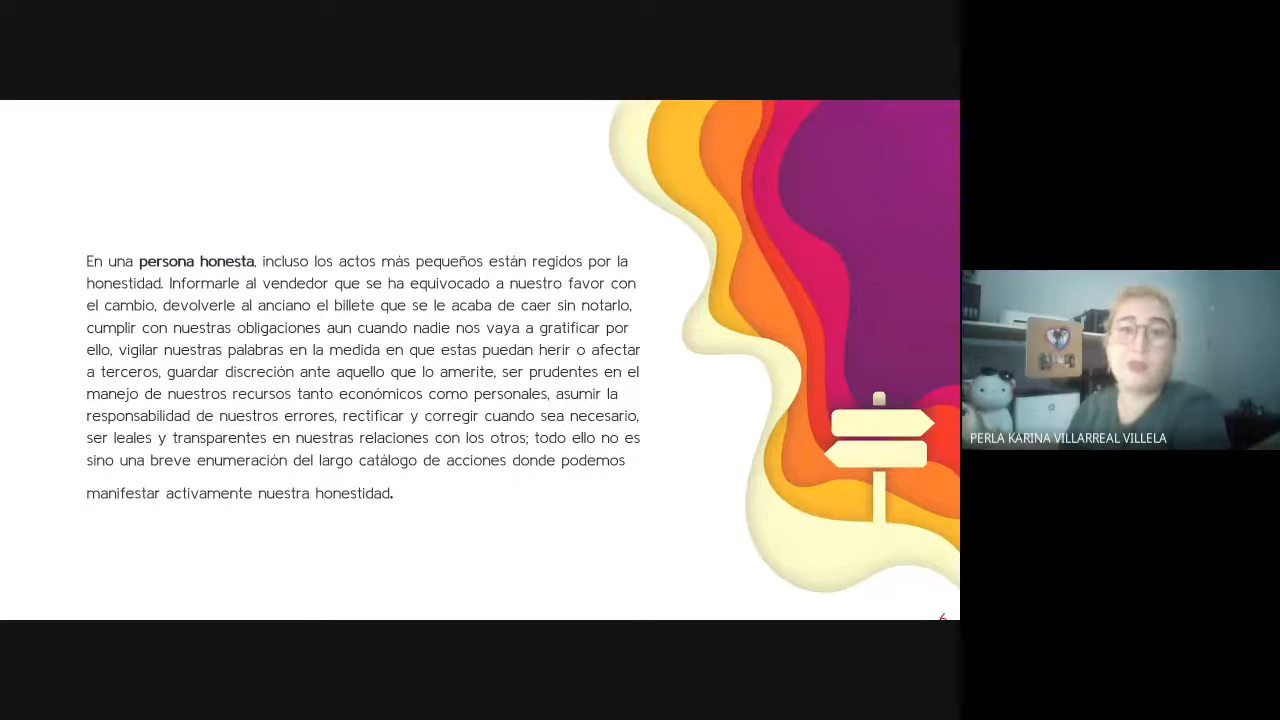 En una persona honesta, incluso los actos más pequeños están regidos por la
honestidad. Informarle al vendedor que se ha equivocado a nuestro favor con
el cambio, devolverle al anciano el billete que se le acaba de caer sin notarlo,
cumplir con nuestras obligaciones aun cuando nadie nos vaya a gratificar por
ello, vigilar nuestras palabras en la medida en que estas puedan herir o afectar
a terceros, guardar discreción ante aquello que lo amerite, ser prudentes en el
manejo de nuestros recursos tanto económicos como personales, asumir la
responsabilidad de nuestros errores, rectificar y corregir cuando sea necesario,
ser leales y transparentes en nuestras relaciones con los otros; todo ello no es
sino una breve enumeración del largo catálogo de acciones donde podemos
manifestar activamente nuestra honestidad.
PERLA KARINA VILLARREAL VILLELA